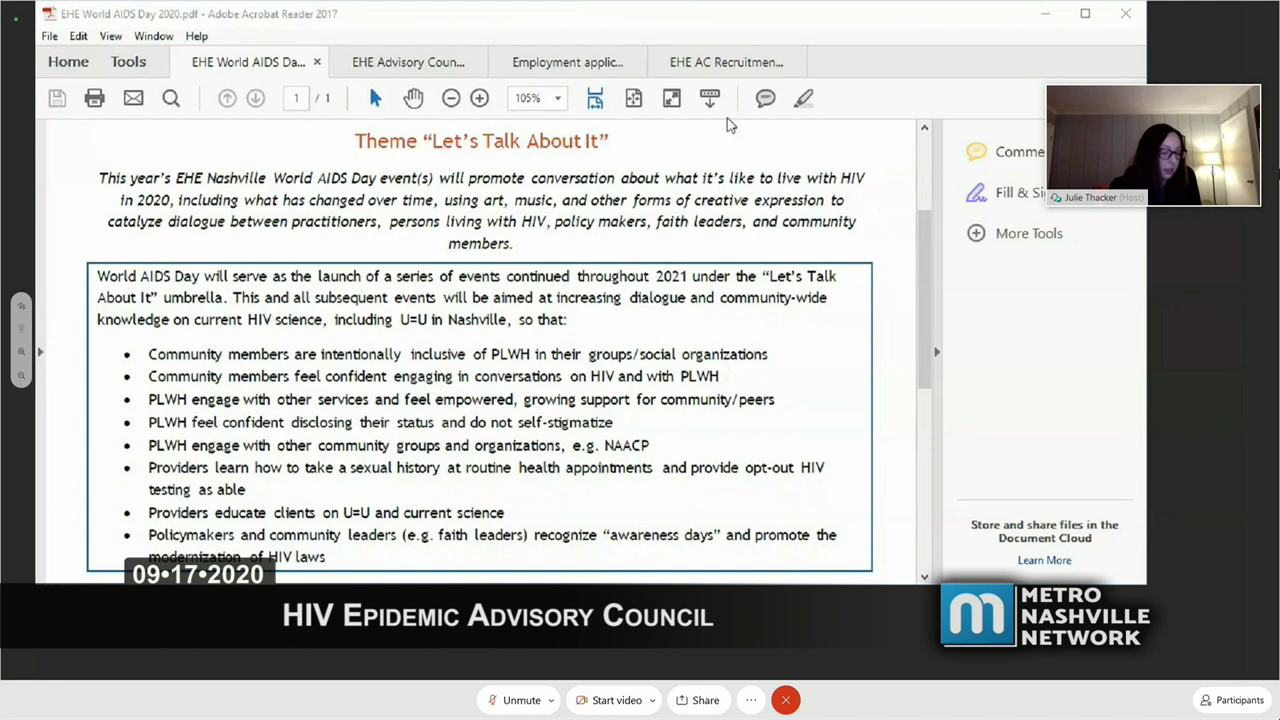 EHE World AIDS Day 2020.pdf - Adobe Acrobat Reader 2017
File Edit View Window Help
Home Tools EHE World AIDS Da... × EHE Advisory Coun... Employment applic... EHE AC Recruitmen...
1 / 1 105%
Theme “Let’s Talk About It”
This year’s EHE Nashville World AIDS Day event(s) will promote conversation about what it’s like to live with HIV
in 2020, including what has changed over time, using art, music, and other forms of creative expression to
catalyze dialogue between practitioners, persons living with HIV, policy makers, faith leaders, and community
members.
World AIDS Day will serve as the launch of a series of events continued throughout 2021 under the “Let’s Talk
About It” umbrella. This and all subsequent events will be aimed at increasing dialogue and community-wide
knowledge on current HIV science, including U=U in Nashville, so that:
• Community members are intentionally inclusive of PLWH in their groups/social organizations
• Community members feel confident engaging in conversations on HIV and with PLWH
• PLWH engage with other services and feel empowered, growing support for community/peers
• PLWH feel confident disclosing their status and do not self-stigmatize
• PLWH engage with other community groups and organizations, e.g. NAACP
• Providers learn how to take a sexual history at routine health appointments and provide opt-out HIV
testing as able
• Providers educate clients on U=U and current science
• Policymakers and community leaders (e.g. faith leaders) recognize “awareness days” and promote the
modernization of HIV laws
Comme
Fill & Si
More Tools
Julie Thacker (Host)
Store and share files in the
Document Cloud
Learn More
09•17•2020
HIV EPIDEMIC ADVISORY COUNCIL
m METRO
NASHVILLE
NETWORK
Unmute Start video Share ... Participants